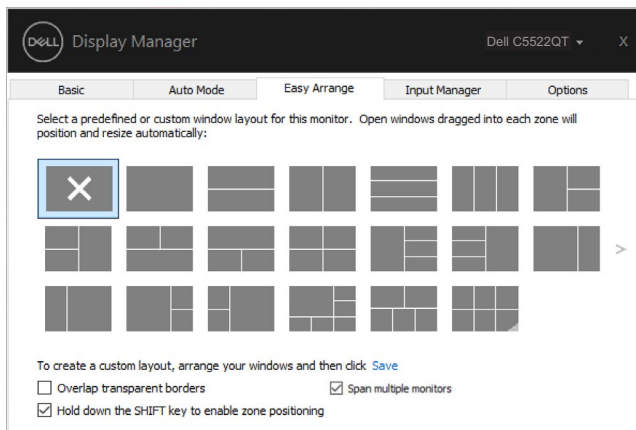 DELL Display Manager Dell C5522QT X
Basic Auto Mode Easy Arrange Input Manager Options
Select a predefined or custom window layout for this monitor. Open windows dragged into each zone will
position and resize automatically:
>
To create a custom layout, arrange your windows and then click Save
Overlap transparent borders Span multiple monitors
Hold down the SHIFT key to enable zone positioning